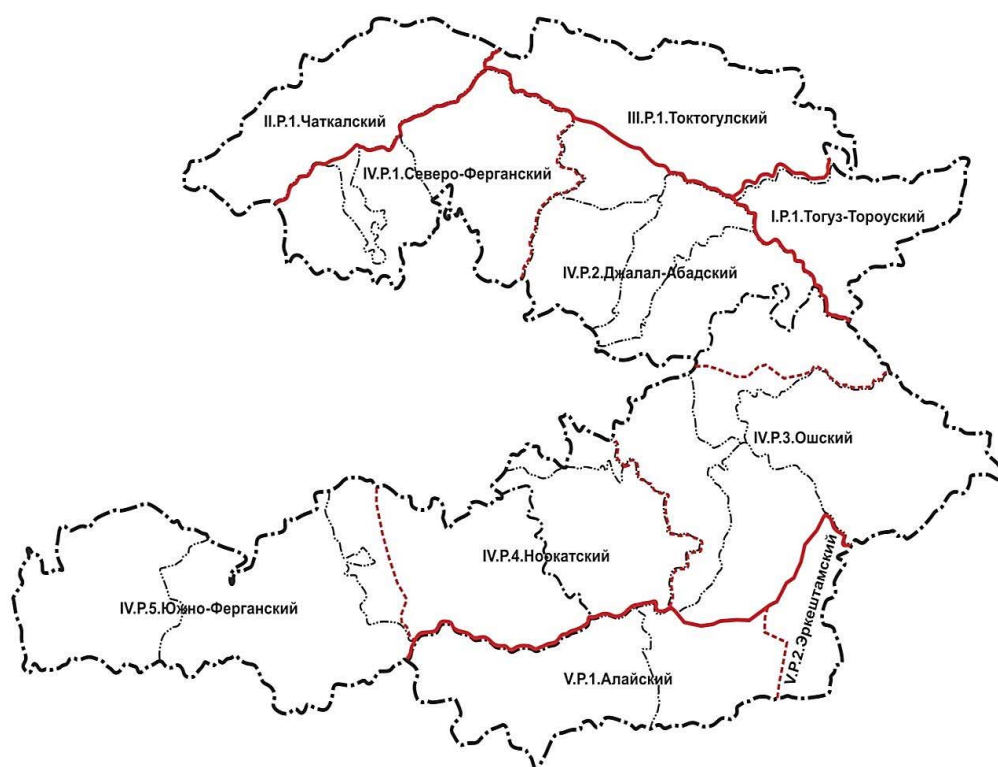 II.P.1.Чаткалский
III.P.1.Токтогулский
IV.P.1.Северо-Ферганский
I.P.1.Тогуз-Тороуский
IV.P.2.Джалал-Абадский
IV.P.3.Ошский
IV.P.4.Ноокатский
IV.P.5.Южно-Ферганский
V.P.1.Алайский
V.P.2.Эркештамский